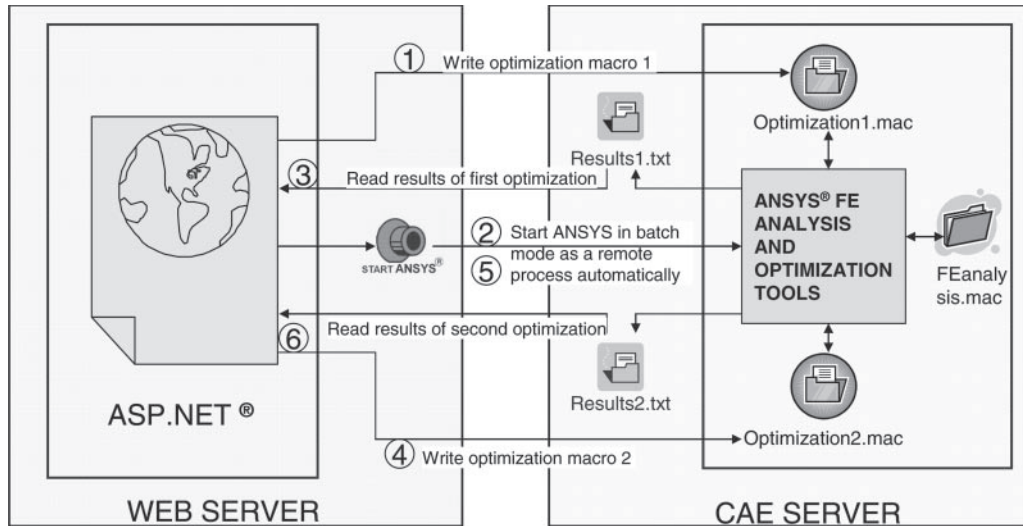 ① Write optimization macro 1
Optimization1.mac
Results1.txt
③ Read results of first optimization
ANSYS® FE
ANALYSIS
AND
OPTIMIZATION
TOOLS
FEanaly
sis.mac
START ANSYS®
② Start ANSYS in batch
mode as a remote
⑤ process automatically
Read results of second optimization
⑥
Results2.txt
Optimization2.mac
ASP.NET ®
④ Write optimization macro 2
WEB SERVER
CAE SERVER